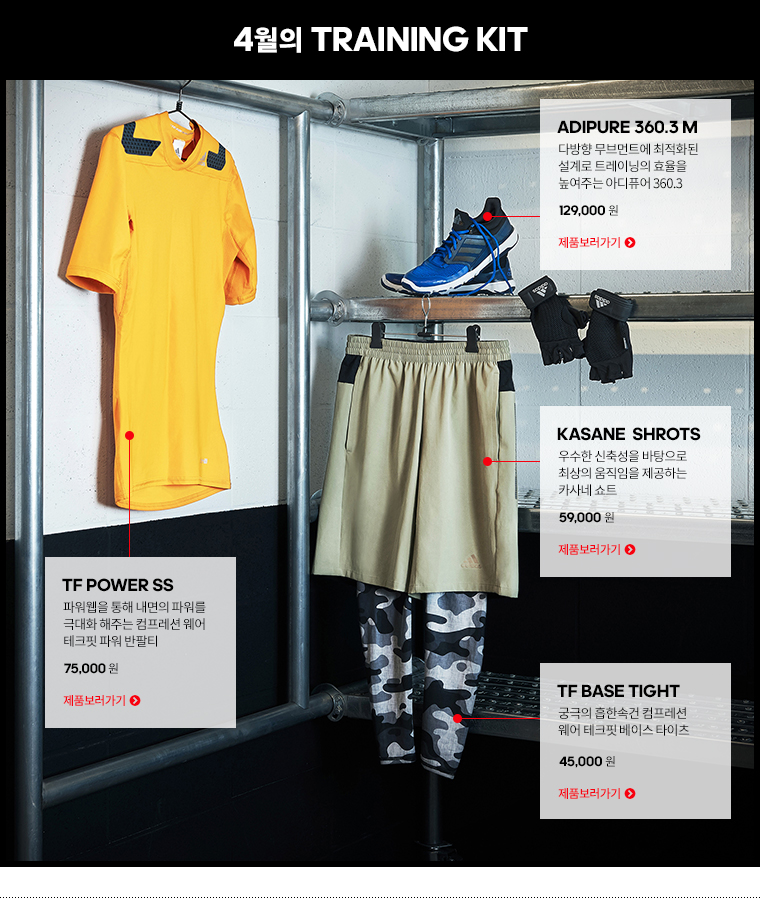 4월의 TRAINING KIT
ADIPURE 360.3 M
다방향 무브먼트에 최적화된
설계로 트레이닝의 효율을
높여주는 아디퓨어 360.3
129,000 원
제품보러가기
KASANE SHROTS
우수한 신축성을 바탕으로
최상의 움직임을 제공하는
카사네 쇼트
59,000 원
제품보러가기
TF POWER SS
파워웹을 통해 내면의 파워를
극대화 해주는 컴프레션 웨어
테크핏 파워 반팔티
75,000 원
제품보러가기
TF BASE TIGHT
궁극의 흡한속건 컴프레션
웨어 테크핏 베이스 타이츠
45,000 원
제품보러가기
adidas